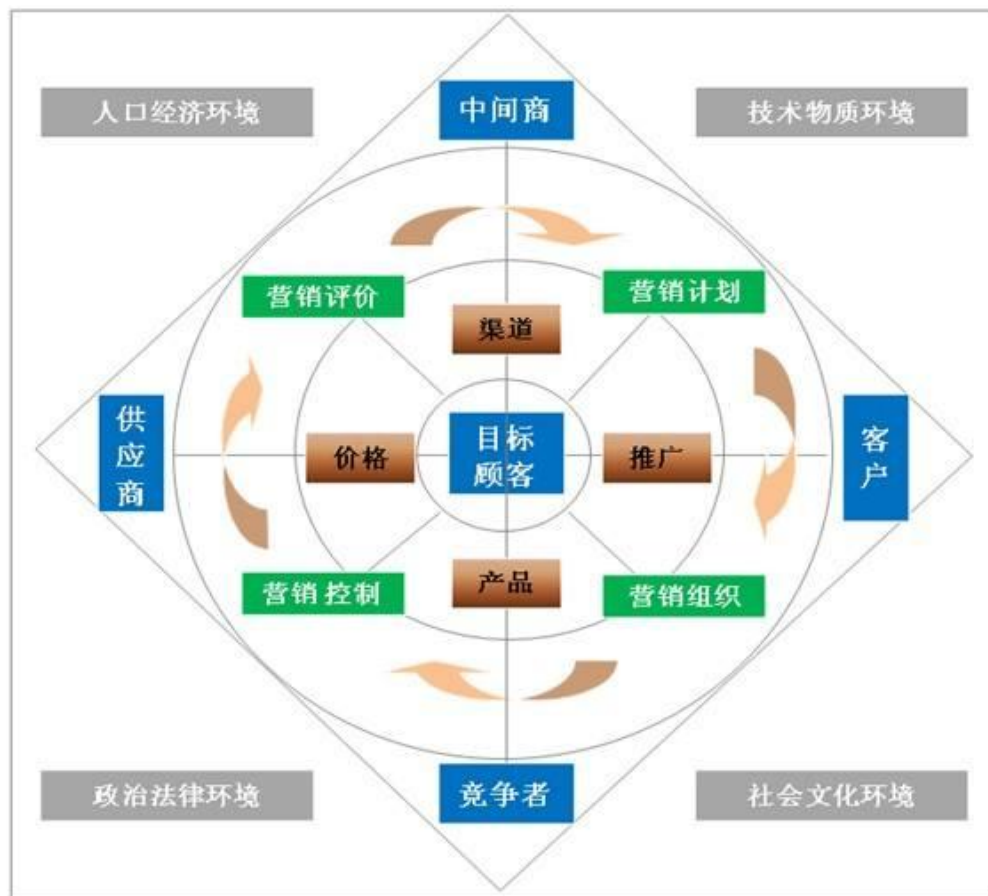 中间商
人口经济环境
技术物质环境
营销评价
营销计划
渠道
供应商
价格
目标
顾客
推广
客户
营销控制
产品
营销组织
政治法律环境
竞争者
社会文化环境